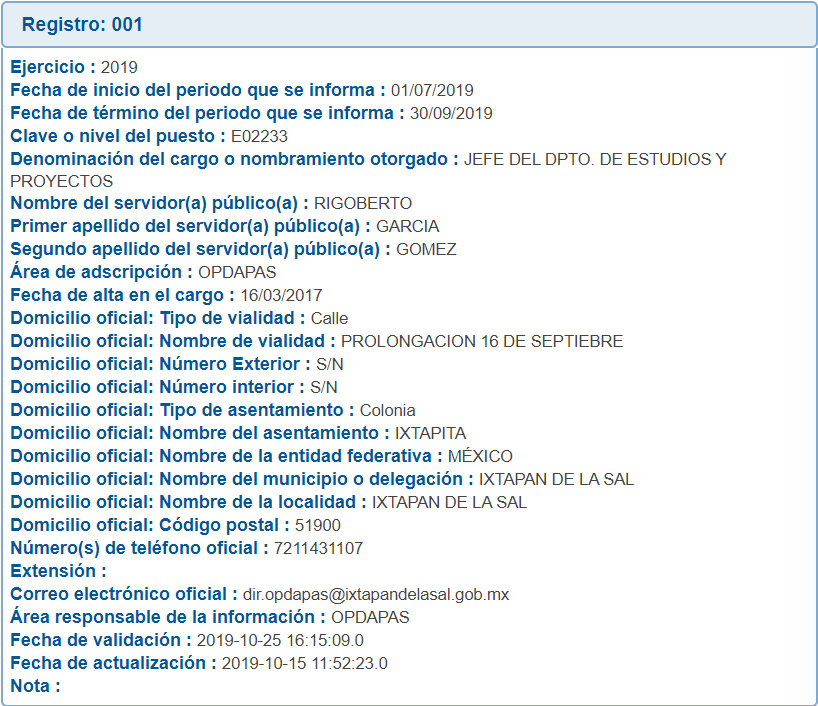 Registro: 001
Ejercicio : 2019
Fecha de inicio del periodo que se informa : 01/07/2019
Fecha de término del periodo que se informa : 30/09/2019
Clave o nivel del puesto : E02233
Denominación del cargo o nombramiento otorgado : JEFE DEL DPTO. DE ESTUDIOS Y
PROYECTOS
Nombre del servidor(a) público(a) : RIGOBERTO
Primer apellido del servidor(a) público(a) : GARCIA
Segundo apellido del servidor(a) público(a) : GOMEZ
Área de adscripción : OPDAPAS
Fecha de alta en el cargo : 16/03/2017
Domicilio oficial: Tipo de vialidad : Calle
Domicilio oficial: Nombre de vialidad : PROLONGACION 16 DE SEPTIEBRE
Domicilio oficial: Número Exterior : S/N
Domicilio oficial: Número interior : S/N
Domicilio oficial: Tipo de asentamiento : Colonia
Domicilio oficial: Nombre del asentamiento : IXTAPITA
Domicilio oficial: Nombre de la entidad federativa : MÉXICO
Domicilio oficial: Nombre del municipio o delegación : IXTAPAN DE LA SAL
Domicilio oficial: Nombre de la localidad : IXTAPAN DE LA SAL
Domicilio oficial: Código postal : 51900
Número(s) de teléfono oficial : 7211431107
Extensión :
Correo electrónico oficial : dir.opdapas@ixtapandelasal.gob.mx
Área responsable de la información : OPDAPAS
Fecha de validación : 2019-10-25 16:15:09.0
Fecha de actualización : 2019-10-15 11:52:23.0
Nota :